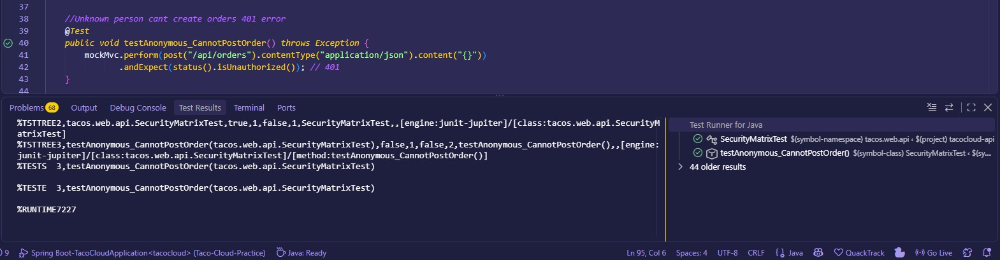 37
38 //Unknown person cant create orders 401 error
39 @Test
40 public void testAnonymous_CannotPostOrder() throws Exception {
41 mockMvc.perform(post("/api/orders").contentType("application/json").content("{}"))
42 .andExpect(status().isUnauthorized()); // 401
43 }
44
Problems 68 Output Debug Console Test Results Terminal Ports
%TSTTREE2,tacos.web.api.SecurityMatrixTest,true,1,false,1,SecurityMatrixTest,,[engine:junit-jupiter]/[class:tacos.web.api.SecurityM
atrixTest]
%TSTTREE3,testAnonymous_CannotPostOrder(tacos.web.api.SecurityMatrixTest),false,1,false,2,testAnonymous_CannotPostOrder(),,[engine:
junit-jupiter]/[class:tacos.web.api.SecurityMatrixTest]/[method:testAnonymous_CannotPostOrder()]
%TESTS 3,testAnonymous_CannotPostOrder(tacos.web.api.SecurityMatrixTest)
%TESTE 3,testAnonymous_CannotPostOrder(tacos.web.api.SecurityMatrixTest)
%RUNTIME7227
Test Runner for Java
SecurityMatrixTest $(symbol-namespace) tacos.web.api < $(project) tacocloud-api
testAnonymous_CannotPostOrder() $(symbol-class) SecurityMatrixTest < $(sy...
44 older results
9 Spring Boot-TacoCloudApplication<tacocloud> (Taco-Cloud-Practice) Java: Ready Ln 95, Col 6 Spaces: 4 UTF-8 CRLF {} Java QuackTrack Go Live